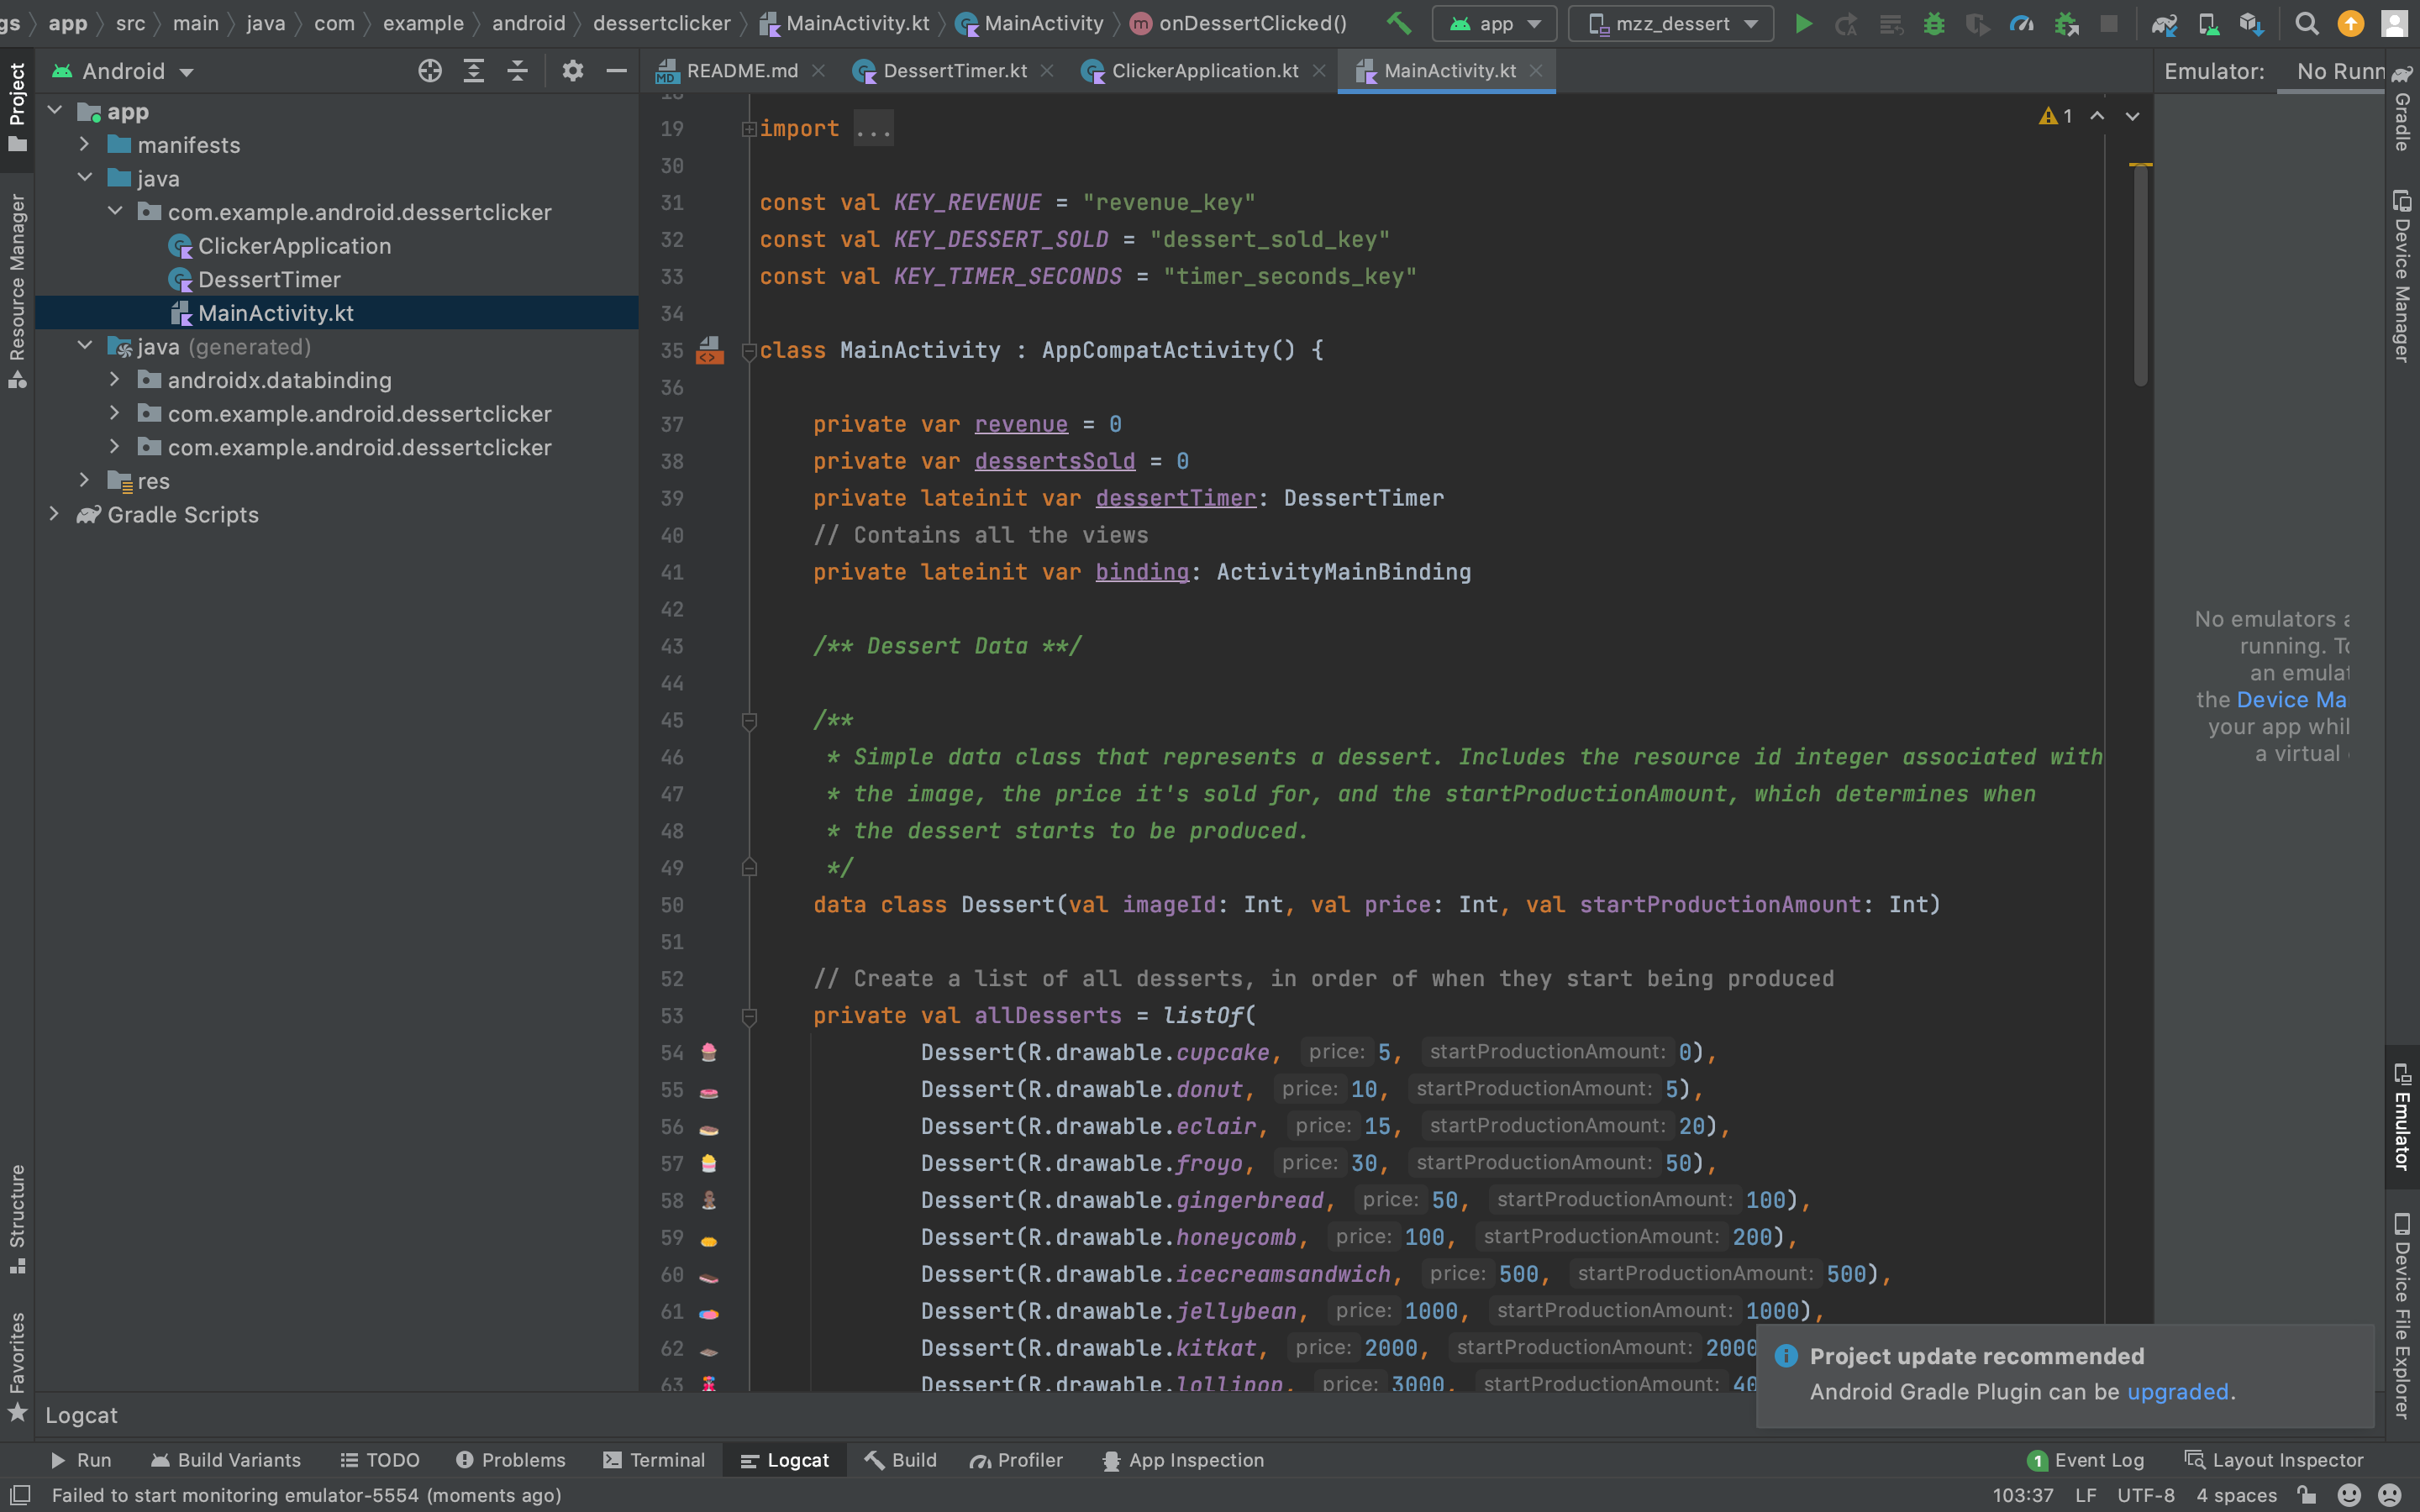 gs app src main java com example android dessertclicker MainActivity.kt MainActivity m onDessertClicked() app mzz_dessert
Project
Resource Manager
Structure
Favorites
Android
app
manifests
java
com.example.android.dessertclicker
ClickerApplication
DessertTimer
MainActivity.kt
java (generated)
androidx.databinding
com.example.android.dessertclicker
com.example.android.dessertclicker
res
Gradle Scripts
MD README.md DessertTimer.kt ClickerApplication.kt MainActivity.kt
1
19 import ...
30
31 const val KEY_REVENUE = "revenue_key"
32 const val KEY_DESSERT_SOLD = "dessert_sold_key"
33 const val KEY_TIMER_SECONDS = "timer_seconds_key"
34
35 class MainActivity : AppCompatActivity() {
36
37 private var revenue = 0
38 private var dessertsSold = 0
39 private lateinit var dessertTimer: DessertTimer
40 // Contains all the views
41 private lateinit var binding: ActivityMainBinding
42
43 /** Dessert Data **/
44
45 /**
46 * Simple data class that represents a dessert. Includes the resource id integer associated with
47 * the image, the price it's sold for, and the startProductionAmount, which determines when
48 * the dessert starts to be produced.
49 */
50 data class Dessert(val imageId: Int, val price: Int, val startProductionAmount: Int)
51
52 // Create a list of all desserts, in order of when they start being produced
53 private val allDesserts = listOf(
54 Dessert(R.drawable.cupcake, price: 5, startProductionAmount: 0),
55 Dessert(R.drawable.donut, price: 10, startProductionAmount: 5),
56 Dessert(R.drawable.eclair, price: 15, startProductionAmount: 20),
57 Dessert(R.drawable.froyo, price: 30, startProductionAmount: 50),
58 Dessert(R.drawable.gingerbread, price: 50, startProductionAmount: 100),
59 Dessert(R.drawable.honeycomb, price: 100, startProductionAmount: 200),
60 Dessert(R.drawable.icecreamsandwich, price: 500, startProductionAmount: 500),
61 Dessert(R.drawable.jellybean, price: 1000, startProductionAmount: 1000),
62 Dessert(R.drawable.kitkat, price: 2000, startProductionAmount: 2000
63 Dessert(R.drawable.lollipop, price: 3000, startProductionAmount: 40
Emulator: No Runn
No emulators a
running. To
an emulat
the Device Ma
your app whil
a virtual
Gradle
Device Manager
Emulator
Device File Explorer
Project update recommended
Android Gradle Plugin can be upgraded.
Logcat
Run Build Variants TODO Problems Terminal Logcat Build Profiler App Inspection 1 Event Log Layout Inspector
Failed to start monitoring emulator-5554 (moments ago) 103:37 LF UTF-8 4 spaces